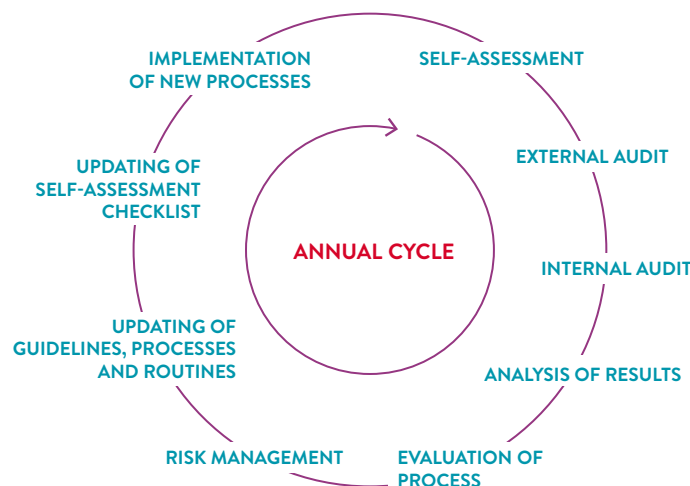 IMPLEMENTATION
OF NEW PROCESSES
SELF-ASSESSMENT
EXTERNAL AUDIT
UPDATING OF
SELF-ASSESSMENT
CHECKLIST
ANNUAL CYCLE
INTERNAL AUDIT
UPDATING OF
GUIDELINES, PROCESSES
AND ROUTINES
ANALYSIS OF RESULTS
RISK MANAGEMENT
EVALUATION OF
PROCESS